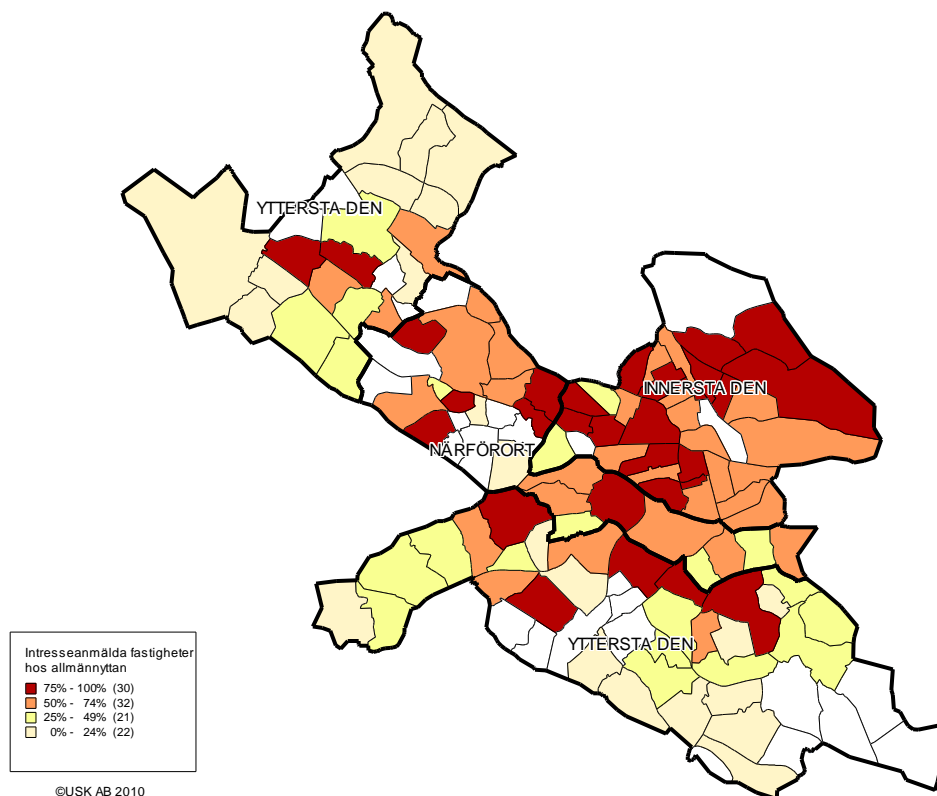 YTTERSTA DEN
INNERSTA DEN
NÄRFÖRORT
YTTERSTA DEN
Intresseanmälda fastigheter
hos allmännyttan
75% - 100% (30)
50% - 74% (32)
25% - 49% (21)
0% - 24% (22)
©USK AB 2010